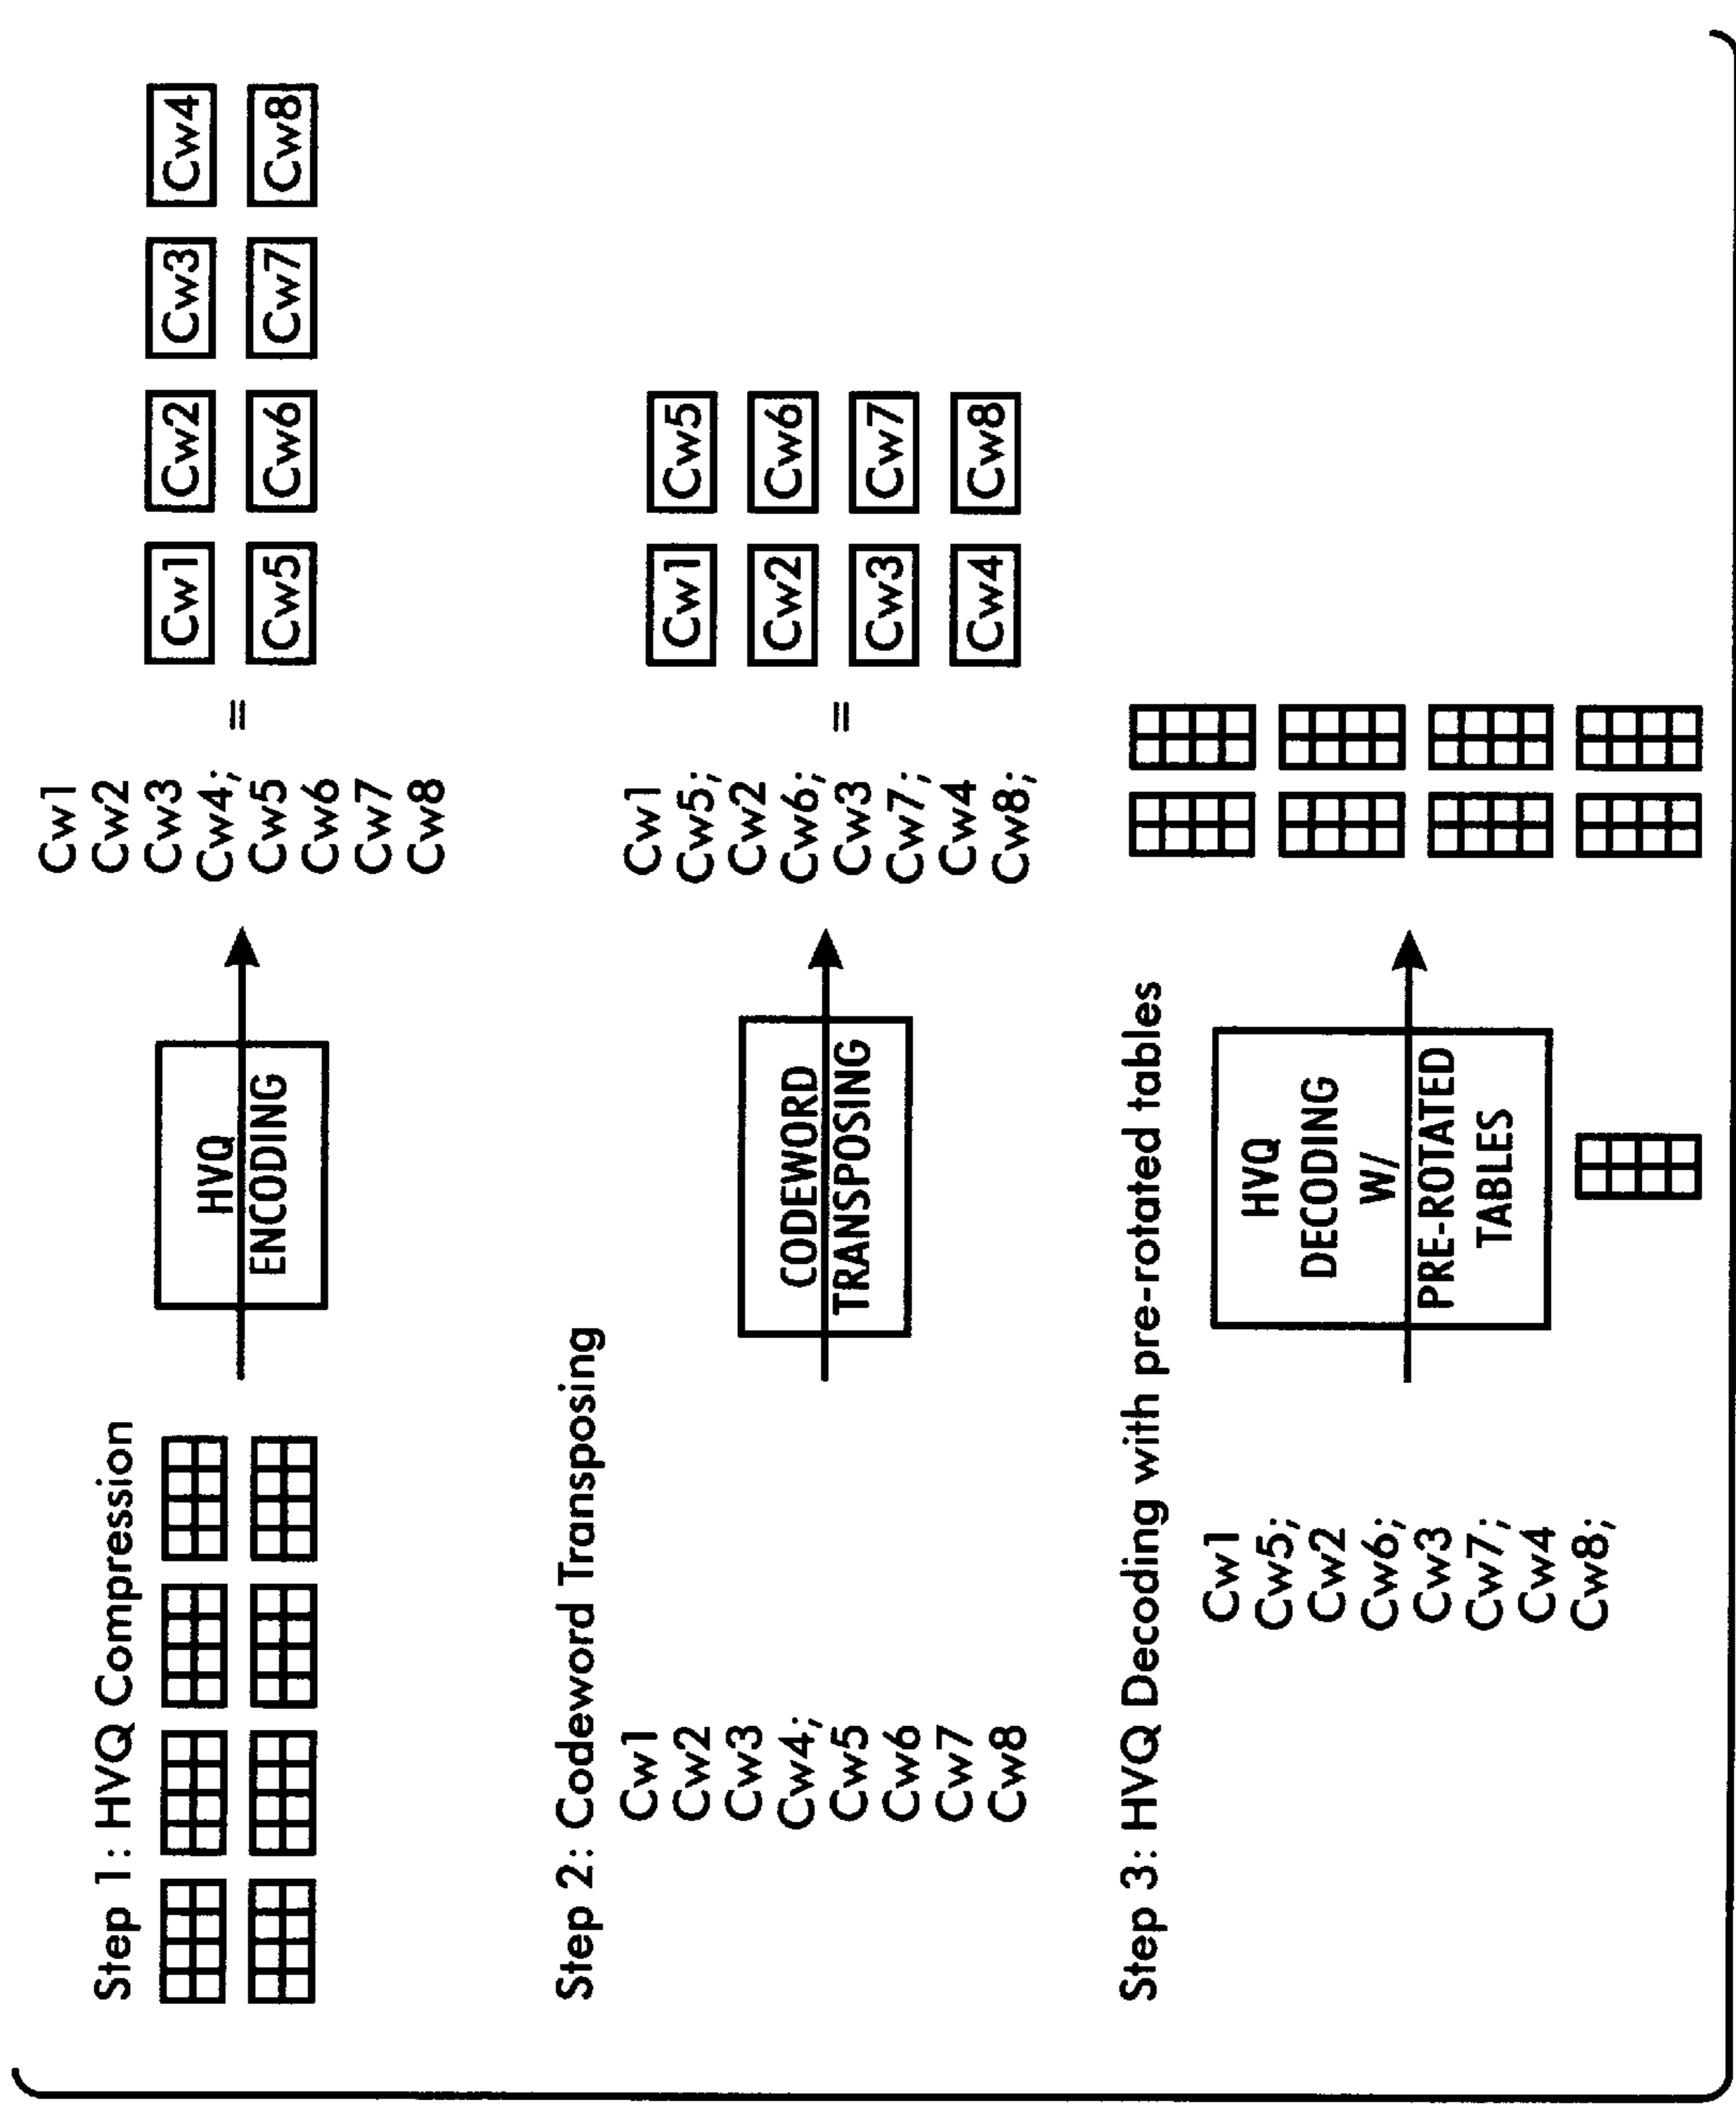 Step 1: HVQ Compression
HVQ
ENCODING
Cw1
Cw2
Cw3
Cw4;
Cw5
Cw6
Cw7
Cw8
=
Cw1 Cw2 Cw3 Cw4
Cw5 Cw6 Cw7 Cw8
Step 2: Codeword Transposing
Cw1
Cw2
Cw3
Cw4;
Cw5
Cw6
Cw7
Cw8
CODEWORD
TRANSPOSING
Cw1
Cw5;
Cw2
Cw6;
Cw3
Cw7;
Cw4
Cw8;
=
Cw1 Cw5
Cw2 Cw6
Cw3 Cw7
Cw4 Cw8
Step 3: HVQ Decoding with pre-rotated tables
Cw1
Cw5;
Cw2
Cw6;
Cw3
Cw7;
Cw4
Cw8;
HVQ
DECODING
W/
PRE-ROTATED
TABLES